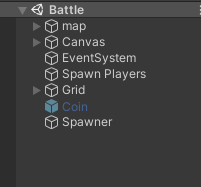 Battle
map
Canvas
EventSystem
Spawn Players
Grid
Coin
Spawner